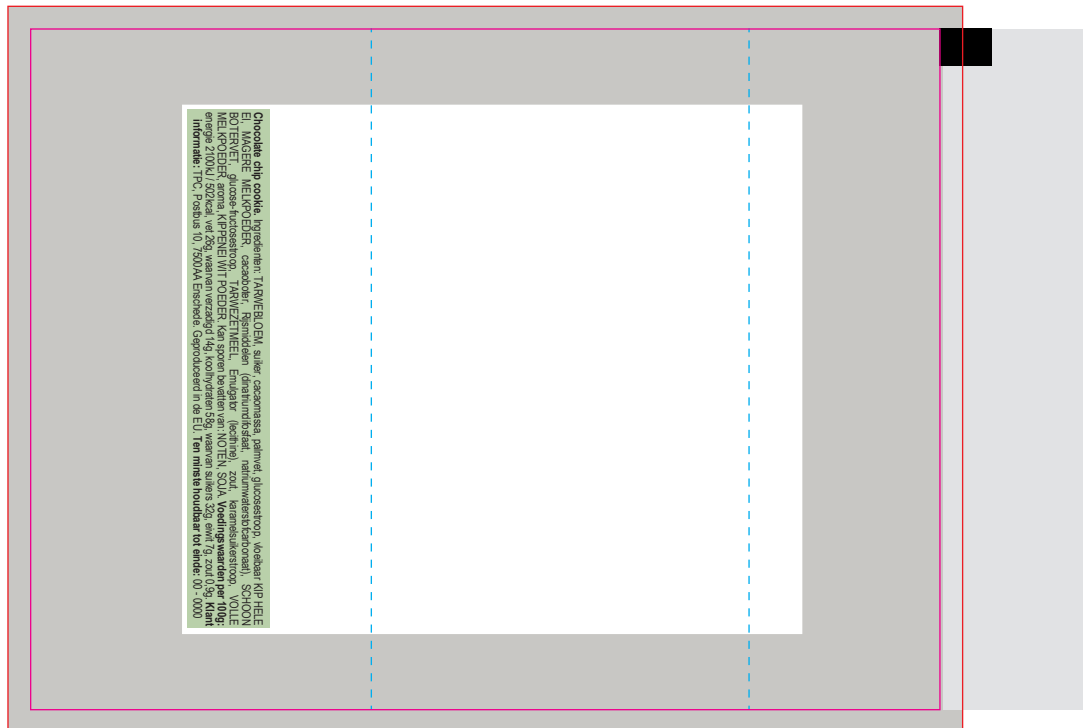 Chocolate chip cookie. Ingredienten: TARWEBLOEM, suiker, cacaomassa, palmvet, glucosestroop, vloeibaar KIP HELE
EI, MAGERE MELKPOEDER, cacaoboter, Rijsmiddelen (dinatriumdifosfaat, natriumwaterstofcarbonaat), SCHOON
BOTERVET, glucose-fructosestroop, TARWEZETMEEL, Emulgator (lecithine), zout, karamelsuikerstroop, VOLLE
MELKPOEDER, aroma, KIPPENEI WIT POEDER. Kan sporen bevatten van: NOTEN, SOJA. Voedingswaarden per 100g:
energie 2100kJ / 502kcal, vet 26g, waarvan verzadigd 14g, koolhydraten 58g, waarvan suikers 32g, eiwit 7g, zout 0,9g. Klant
informatie: TPC, Postbus 10, 7500AA Enschede. Geproduceerd in de EU. Ten minste houdbaar tot einde: 00 - 0000